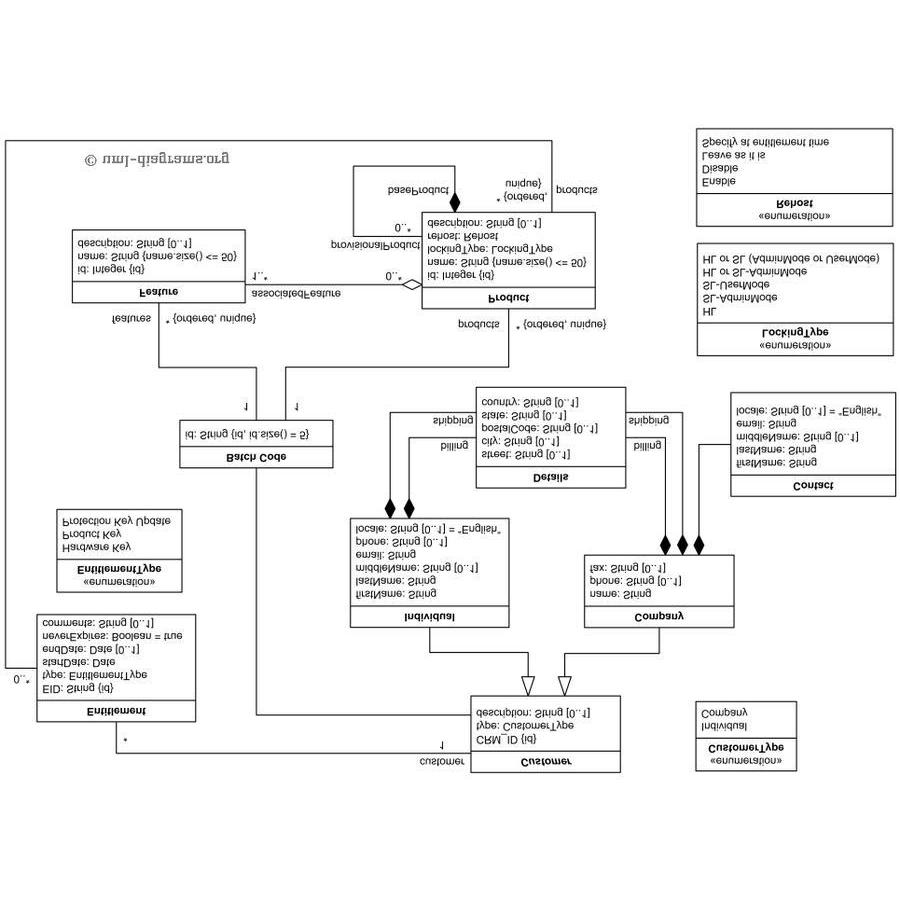 customer
1
*
Customer
CRM_ID {id}
type: CustomerType
description: String [0..1]
«enumeration»
CustomerType
Individual
Company
Entitlement
EID: String {id}
type: EntitlementType
startDate: Date
endDate: Date [0..1]
neverExpires: Boolean = true
comments: String [0..1]
0..*
«enumeration»
EntitlementType
Hardware Key
Product Key
Protection Key Update
Individual
firstName: String
lastName: String
middleName: String [0..1]
email: String
phone: String [0..1]
locale: String [0..1] = "English"
Company
name: String
phone: String [0..1]
fax: String [0..1]
billing
shipping
Details
street: String [0..1]
city: String [0..1]
postalCode: String [0..1]
state: String [0..1]
country: String [0..1]
billing
shipping
Contact
firstName: String
lastName: String
middleName: String [0..1]
email: String
locale: String [0..1] = "English"
Batch Code
id: String {id, id.size() = 5}
1
1
features
* {ordered, unique}
products
* {ordered, unique}
Feature
id: Integer {id}
name: String {name.size() <= 50}
description: String [0..1]
associatedFeature
1..*
0..*
Product
id: Integer {id}
name: String {name.size() <= 50}
lockingType: LockingType
rehost: Rehost
description: String [0..1]
provisionalProduct
0..*
baseProduct
* {ordered,
unique}
products
«enumeration»
LockingType
HL
SL-AdminMode
SL-UserMode
HL or SL-AdminMode
HL or SL (AdminMode or UserMode)
«enumeration»
Rehost
Enable
Disable
Leave as it is
Specify at entitlement time
© uml-diagrams.org